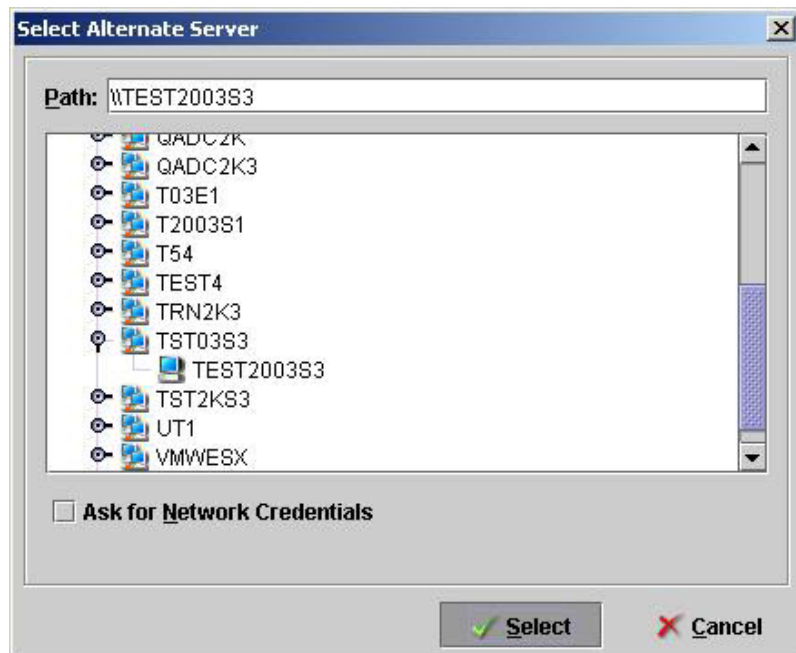 Select Alternate Server
Path: \\TEST2003S3
QADC2K
QADC2K3
T03E1
T2003S1
T54
TEST4
TRN2K3
TST03S3
TEST2003S3
TST2KS3
UT1
VMWESX
Ask for Network Credentials
Select Cancel